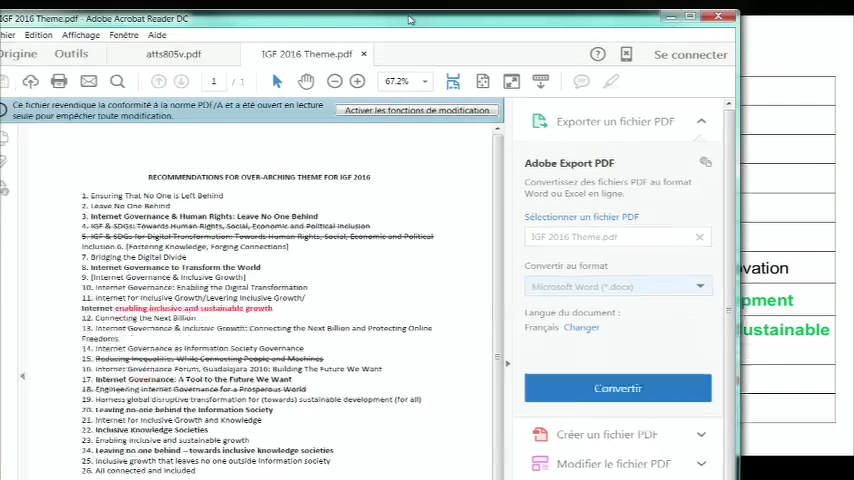 IGF 2016 Theme.pdf - Adobe Acrobat Reader DC
hier Edition Affichage Fenêtre Aide
Origine Outils atts805v.pdf IGF 2016 Theme.pdf × ? Se connecter
1 / 1 67.2%
Ce fichier revendique la conformité à la norme PDF/A et a été ouvert en lecture
seule pour empêcher toute modification.
Activer les fonctions de modification
RECOMMENDATIONS FOR OVER-ARCHING THEME FOR IGF 2016
1. Ensuring That No One is Left Behind
2. Leave No One Behind
3. Internet Governance & Human Rights: Leave No One Behind
4. IGF & SDGs: Towards Human Rights, Social, Economic and Political Inclusion
5. IGF & SDGs for Digital Transformation: Towards Human Rights, Social, Economic and Political
Inclusion 6. [Fostering Knowledge, Forging Connections]
7. Bridging the Digital Divide
8. Internet Governance to Transform the World
9. [Internet Governance & Inclusive Growth]
10. Internet Governance: Enabling the Digital Transformation
11. Internet for Inclusive Growth/Levering Inclusive Growth/
Internet enabling inclusive and sustainable growth
12. Connecting the Next Billion
13. Internet Governance & Inclusive Growth: Connecting the Next Billion and Protecting Online
Freedoms
14. Internet Governance as Information Society Governance
15. Reducing Inequalities: While Connecting People and Machines
16. Internet Governance Forum, Guadalajara 2016: Building The Future We Want
17. Internet Governance: A Tool to the Future We Want
18. Engineering Internet Governance for a Prosperous World
19. Harness global disruptive transformation for (towards) sustainable development (for all)
20. Leaving no one behind the Information Society
21. Internet for Inclusive Growth and Knowledge
22. Inclusive Knowledge Societies
23. Enabling inclusive and sustainable growth
24. Leaving no one behind – towards inclusive knowledge societies
25. Inclusive growth that leaves no one outside information society
26. All connected and included
Exporter un fichier PDF
Adobe Export PDF
Convertissez des fichiers PDF au format
Word ou Excel en ligne.
Sélectionner un fichier PDF
IGF 2016 Theme.pdf ×
Convertir au format
Microsoft Word (*.docx)
Langue du document :
Français Changer
Convertir
Créer un fichier PDF
Modifier le fichier PDF
ovation
pment
ustainable